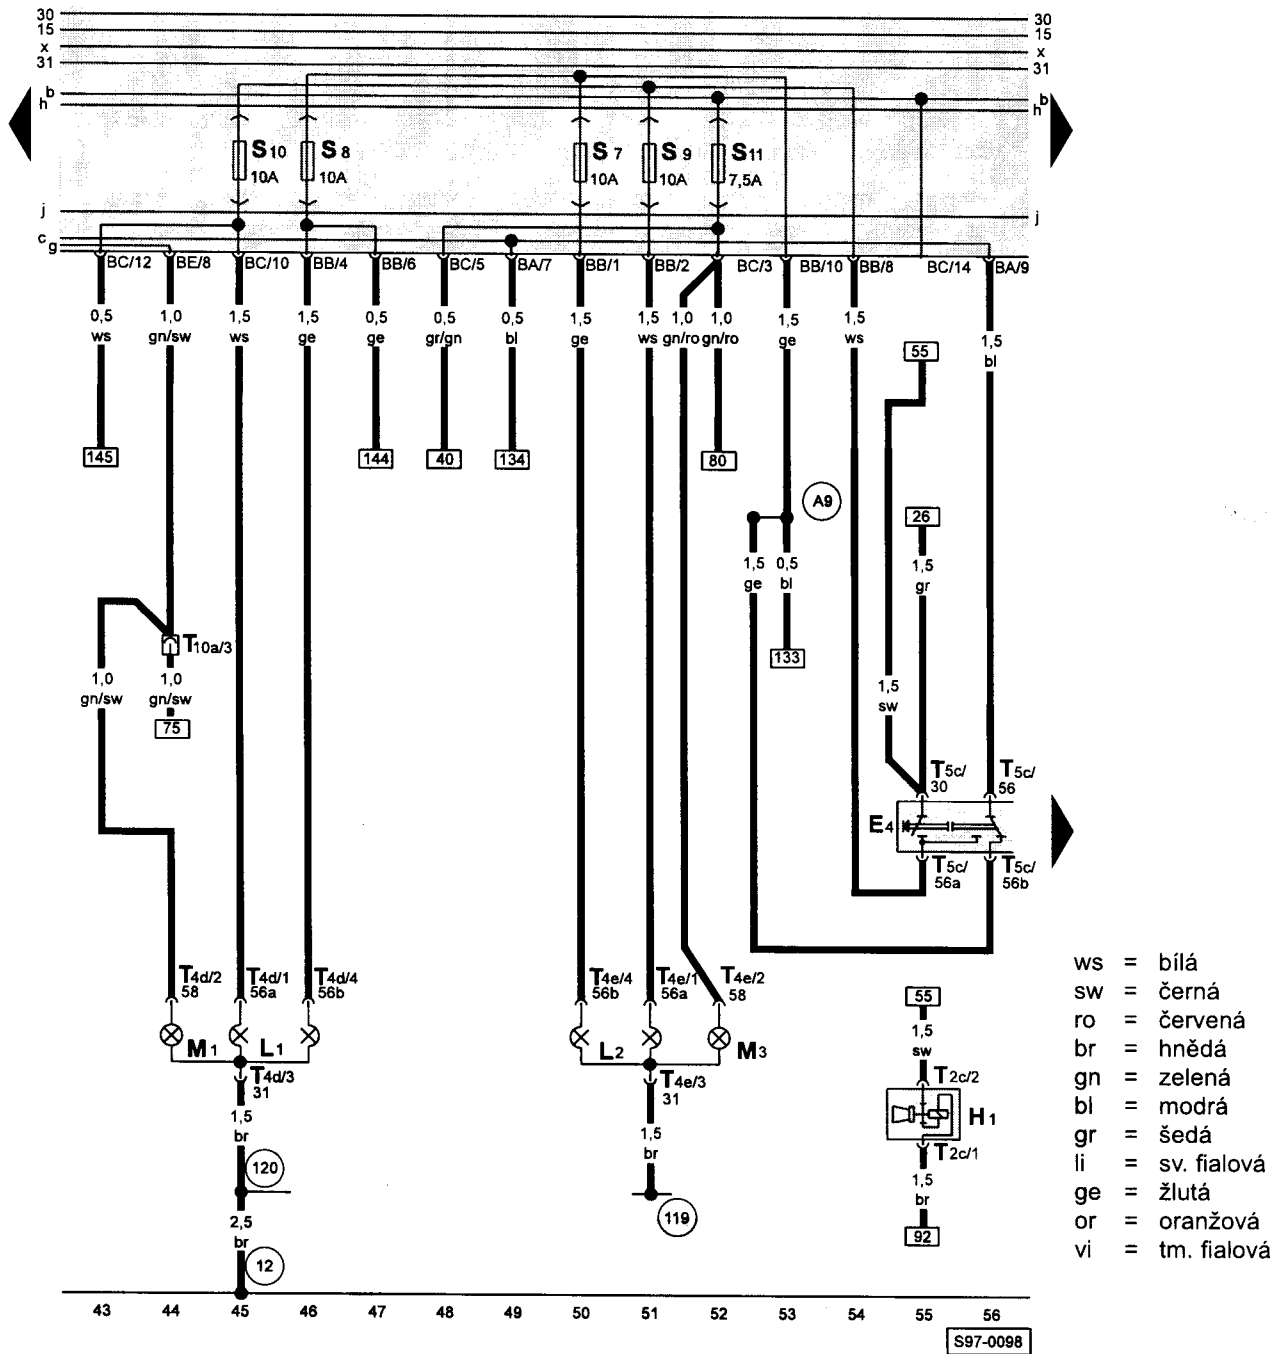 30 30
15 15
x x
31 31
b b
h h
S10 S8 S7 S9 S11
10A 10A 10A 10A 7,5A
j j
c
g
BC/12 BE/8 BC/10 BB/4 BB/6 BC/5 BA/7 BB/1 BB/2 BC/3 BB/10 BB/8 BC/14 BA/9
0,5 1,0 1,5 1,5 0,5 0,5 0,5 1,5 1,5 1,0 1,0 1,5 1,5 1,5
ws gn/sw ws ge ge gr/gn bl ge ws gn/ro gn/ro ge ws bl
55
145 144 40 134 80
A9
26
1,5 0,5 1,5
ge bl gr
T10a/3
133
1,0 1,0 1,5
gn/sw gn/sw sw
75
T5c/ T5c/
30 56
E4
T5c/ T5c/
56a 56b
T4d/2 T4d/1 T4d/4 T4e/4 T4e/1 T4e/2
58 56a 56b 56b 56a 58
55
M1 L1 L2 M3
1,5
sw
T4d/3 T4e/3 T2c/2
31 31
H1
1,5 1,5 T2c/1
br br
120 1,5
br
119
2,5 92
br
12
ws = bílá
sw = černá
ro = červená
br = hnědá
gn = zelená
bl = modrá
gr = šedá
li = sv. fialová
ge = žlutá
or = oranžová
vi = tm. fialová
43 44 45 46 47 48 49 50 51 52 53 54 55 56
S97-0098